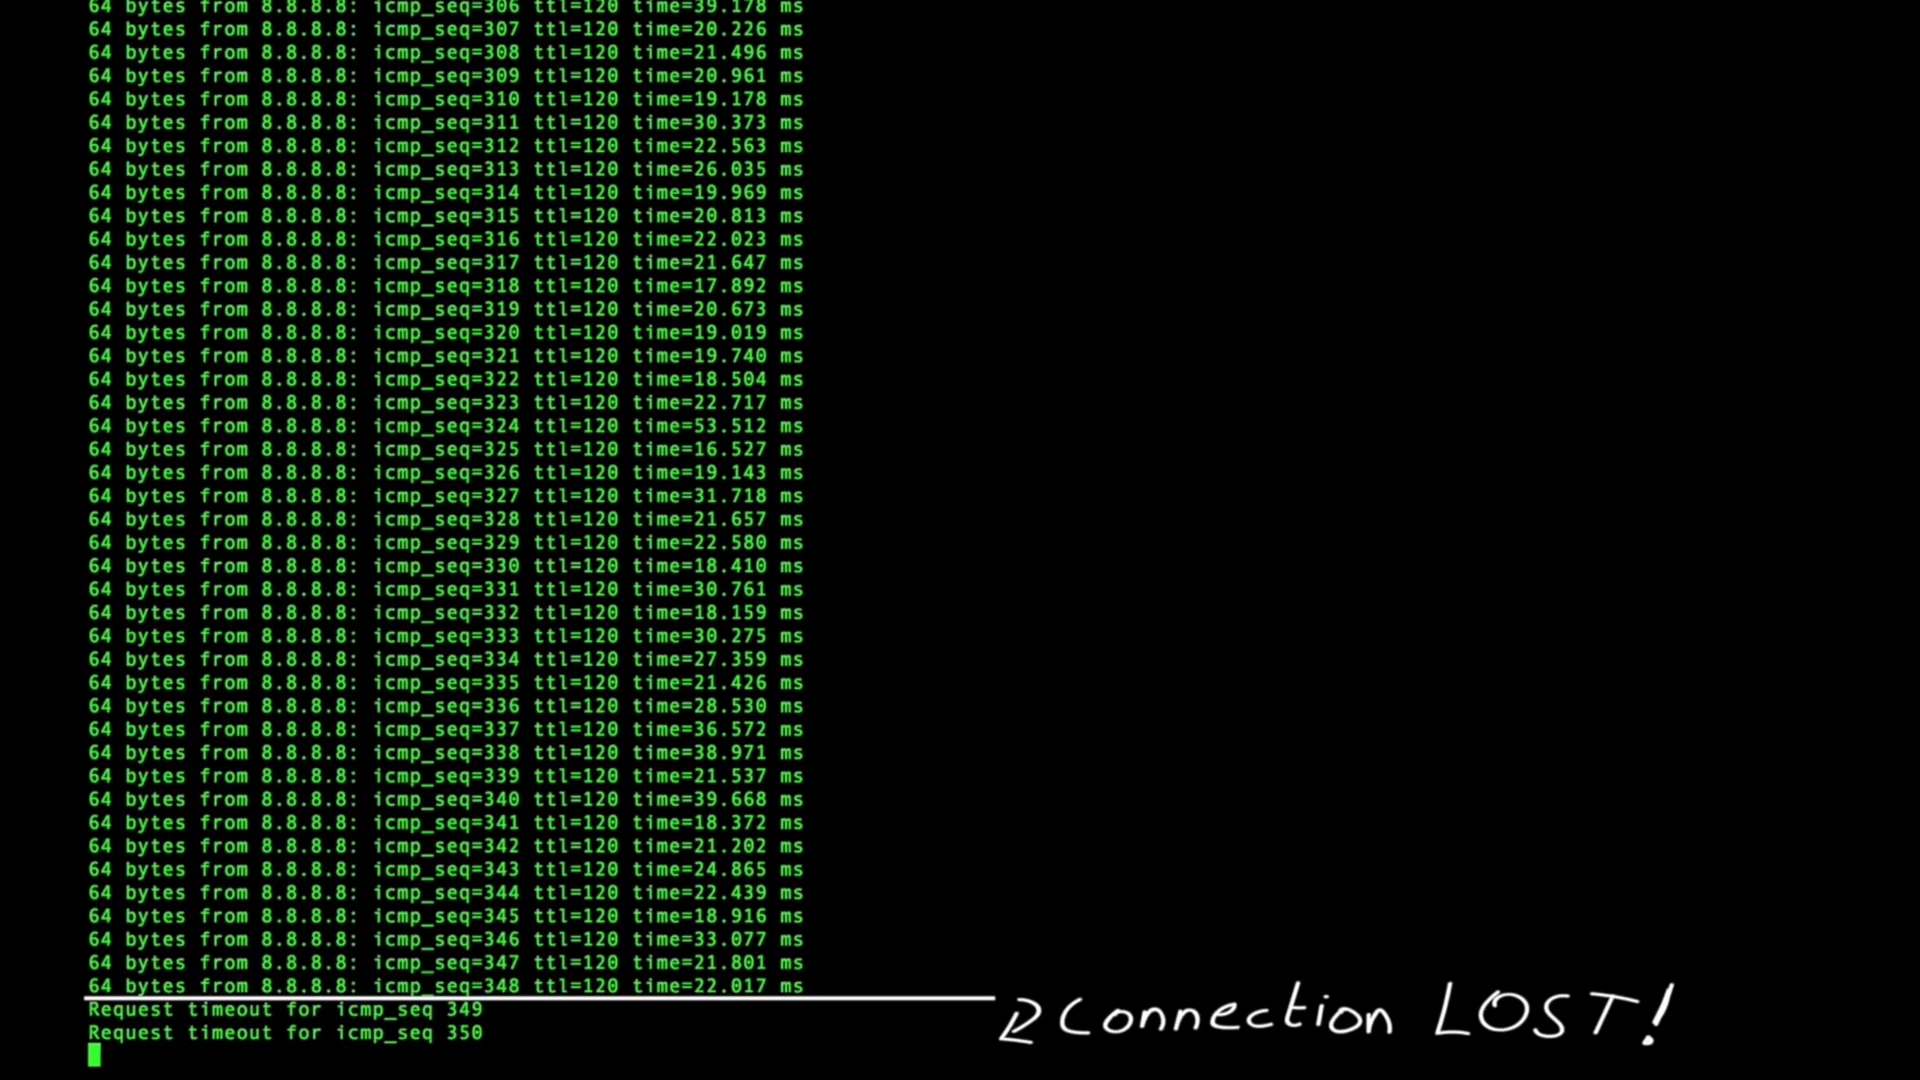 64 bytes from 8.8.8.8: icmp_seq=306 ttl=120 time=39.178 ms
64 bytes from 8.8.8.8: icmp_seq=307 ttl=120 time=20.226 ms
64 bytes from 8.8.8.8: icmp_seq=308 ttl=120 time=21.496 ms
64 bytes from 8.8.8.8: icmp_seq=309 ttl=120 time=20.961 ms
64 bytes from 8.8.8.8: icmp_seq=310 ttl=120 time=19.178 ms
64 bytes from 8.8.8.8: icmp_seq=311 ttl=120 time=30.373 ms
64 bytes from 8.8.8.8: icmp_seq=312 ttl=120 time=22.563 ms
64 bytes from 8.8.8.8: icmp_seq=313 ttl=120 time=26.035 ms
64 bytes from 8.8.8.8: icmp_seq=314 ttl=120 time=19.969 ms
64 bytes from 8.8.8.8: icmp_seq=315 ttl=120 time=20.813 ms
64 bytes from 8.8.8.8: icmp_seq=316 ttl=120 time=22.023 ms
64 bytes from 8.8.8.8: icmp_seq=317 ttl=120 time=21.647 ms
64 bytes from 8.8.8.8: icmp_seq=318 ttl=120 time=17.892 ms
64 bytes from 8.8.8.8: icmp_seq=319 ttl=120 time=20.673 ms
64 bytes from 8.8.8.8: icmp_seq=320 ttl=120 time=19.019 ms
64 bytes from 8.8.8.8: icmp_seq=321 ttl=120 time=19.740 ms
64 bytes from 8.8.8.8: icmp_seq=322 ttl=120 time=18.504 ms
64 bytes from 8.8.8.8: icmp_seq=323 ttl=120 time=22.717 ms
64 bytes from 8.8.8.8: icmp_seq=324 ttl=120 time=53.512 ms
64 bytes from 8.8.8.8: icmp_seq=325 ttl=120 time=16.527 ms
64 bytes from 8.8.8.8: icmp_seq=326 ttl=120 time=19.143 ms
64 bytes from 8.8.8.8: icmp_seq=327 ttl=120 time=31.718 ms
64 bytes from 8.8.8.8: icmp_seq=328 ttl=120 time=21.657 ms
64 bytes from 8.8.8.8: icmp_seq=329 ttl=120 time=22.580 ms
64 bytes from 8.8.8.8: icmp_seq=330 ttl=120 time=18.410 ms
64 bytes from 8.8.8.8: icmp_seq=331 ttl=120 time=30.761 ms
64 bytes from 8.8.8.8: icmp_seq=332 ttl=120 time=18.159 ms
64 bytes from 8.8.8.8: icmp_seq=333 ttl=120 time=30.275 ms
64 bytes from 8.8.8.8: icmp_seq=334 ttl=120 time=27.359 ms
64 bytes from 8.8.8.8: icmp_seq=335 ttl=120 time=21.426 ms
64 bytes from 8.8.8.8: icmp_seq=336 ttl=120 time=28.530 ms
64 bytes from 8.8.8.8: icmp_seq=337 ttl=120 time=36.572 ms
64 bytes from 8.8.8.8: icmp_seq=338 ttl=120 time=38.971 ms
64 bytes from 8.8.8.8: icmp_seq=339 ttl=120 time=21.537 ms
64 bytes from 8.8.8.8: icmp_seq=340 ttl=120 time=39.668 ms
64 bytes from 8.8.8.8: icmp_seq=341 ttl=120 time=18.372 ms
64 bytes from 8.8.8.8: icmp_seq=342 ttl=120 time=21.202 ms
64 bytes from 8.8.8.8: icmp_seq=343 ttl=120 time=24.865 ms
64 bytes from 8.8.8.8: icmp_seq=344 ttl=120 time=22.439 ms
64 bytes from 8.8.8.8: icmp_seq=345 ttl=120 time=18.916 ms
64 bytes from 8.8.8.8: icmp_seq=346 ttl=120 time=33.077 ms
64 bytes from 8.8.8.8: icmp_seq=347 ttl=120 time=21.801 ms
64 bytes from 8.8.8.8: icmp_seq=348 ttl=120 time=22.017 ms
Request timeout for icmp_seq 349
Request timeout for icmp_seq 350
Connection LOST!